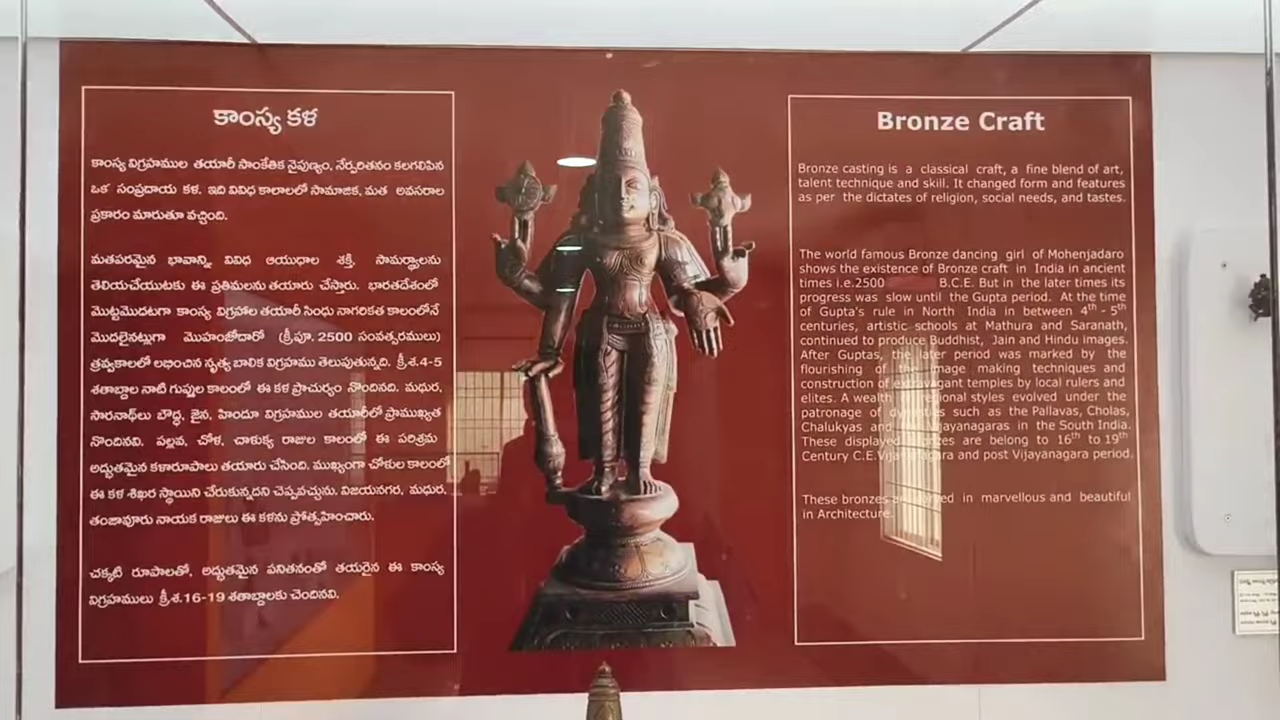 కాంస్య కళ
కాంస్య విగ్రహముల తయారీ సాంకేతిక నైపుణ్యం, నేర్పరితనం కలగలిపిన
ఒక సంప్రదాయ కళ. ఇది వివిధ కాలాలలో సామాజిక, మత అవసరాల
ప్రకారం మారుతూ వచ్చింది.
మతపరమైన భావాన్ని వివిధ ఆయుధాల శక్తి, సామర్థ్యాలను
తెలియచేయుటకు ఈ ప్రతిమలను తయారు చేస్తారు. భారతదేశంలో
మొట్టమొదటగా కాంస్య విగ్రహాల తయారీ సింధు నాగరికత కాలంలోనే
మొదలైనట్లుగా మొహంజోదారో (క్రీ.పూ. 2500 సంవత్సరములు)
త్రవ్వకాలలో లభించిన నృత్య బాలిక విగ్రహము తెలుపుతున్నది. క్రీ.శ.4-5
శతాబ్దాల నాటి గుప్తుల కాలంలో ఈ కళ ప్రాచుర్యం నొందినది. మధుర,
సారనాథ్‌లు బౌద్ధ, జైన, హిందూ విగ్రహముల తయారీలో ప్రాముఖ్యత
నొందినవి. పల్లవ, చోళ, చాళుక్య రాజుల కాలంలో ఈ పరిశ్రమ
అద్భుతమైన కళారూపాలు తయారు చేసింది. ముఖ్యంగా చోళుల కాలంలో
ఈ కళ శిఖర స్థాయిని చేరుకున్నదని చెప్పవచ్చును. విజయనగర, మధుర,
తంజావూరు నాయక రాజులు ఈ కళను ప్రోత్సహించారు.
చక్కటి రూపాలతో, అద్భుతమైన పనితనంతో తయరైన ఈ కాంస్య
విగ్రహములు క్రీ.శ.16-19 శతాబ్దాలకు చెందినవి.
Bronze Craft
Bronze casting is a classical craft, a fine blend of art,
talent technique and skill. It changed form and features
as per the dictates of religion, social needs, and tastes.
The world famous Bronze dancing girl of Mohenjadaro
shows the existence of Bronze craft in India in ancient
times i.e.2500 B.C.E. But in the later times its
progress was slow until the Gupta period. At the time
of Gupta's rule in North India in between 4th - 5th
centuries, artistic schools at Mathura and Saranath,
continued to produce Buddhist, Jain and Hindu images.
After Guptas, the later period was marked by the
flourishing of the image making techniques and
construction of extravagant temples by local rulers and
elites. A wealth regional styles evolved under the
patronage of dynasties such as the Pallavas, Cholas,
Chalukyas and Vijayanagaras in the South India.
These displayed bronzes are belong to 16th to 19th
Century C.E.Vijayanagara and post Vijayanagara period.
These bronzes are in marvellous and beautiful
in Architecture.